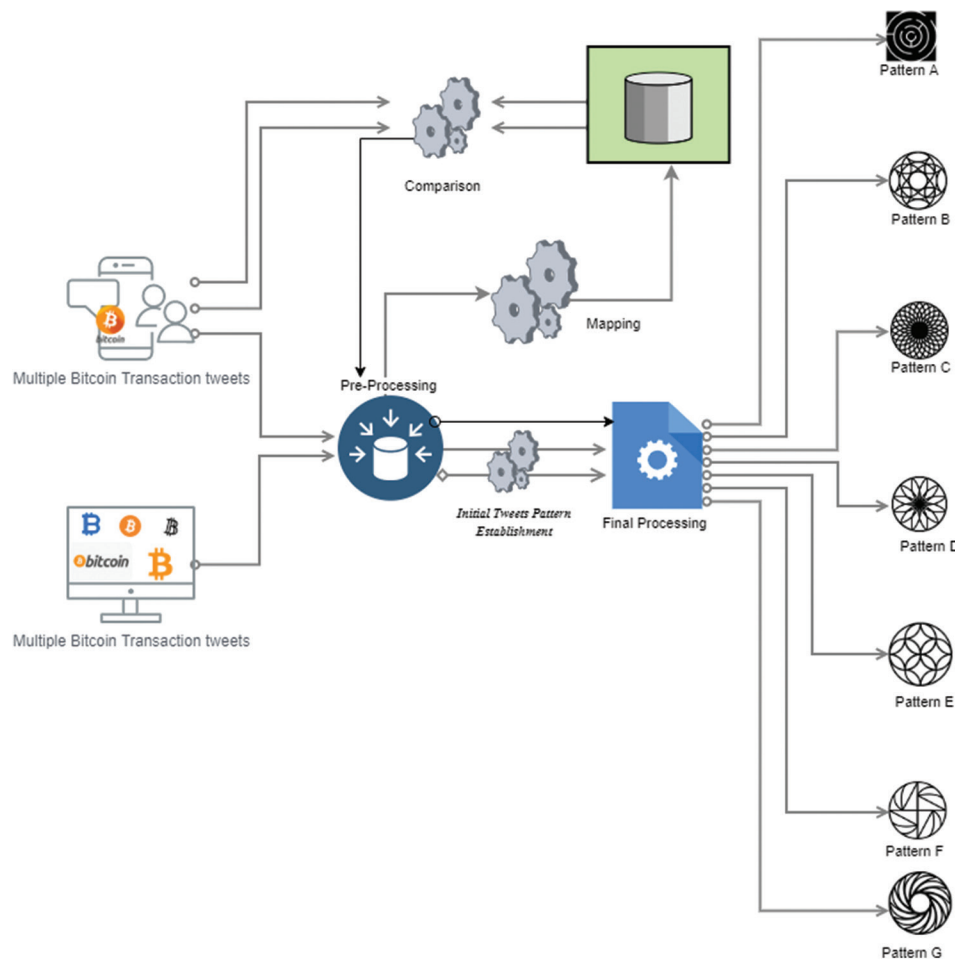 Pattern A
Comparison
Pattern B
Mapping
bitcoin
Multiple Bitcoin Transaction tweets
Pre-Processing
Pattern C
Initial Tweets Pattern
Establishment
Final Processing
Pattern D
bitcoin
Multiple Bitcoin Transaction tweets
Pattern E
Pattern F
Pattern G